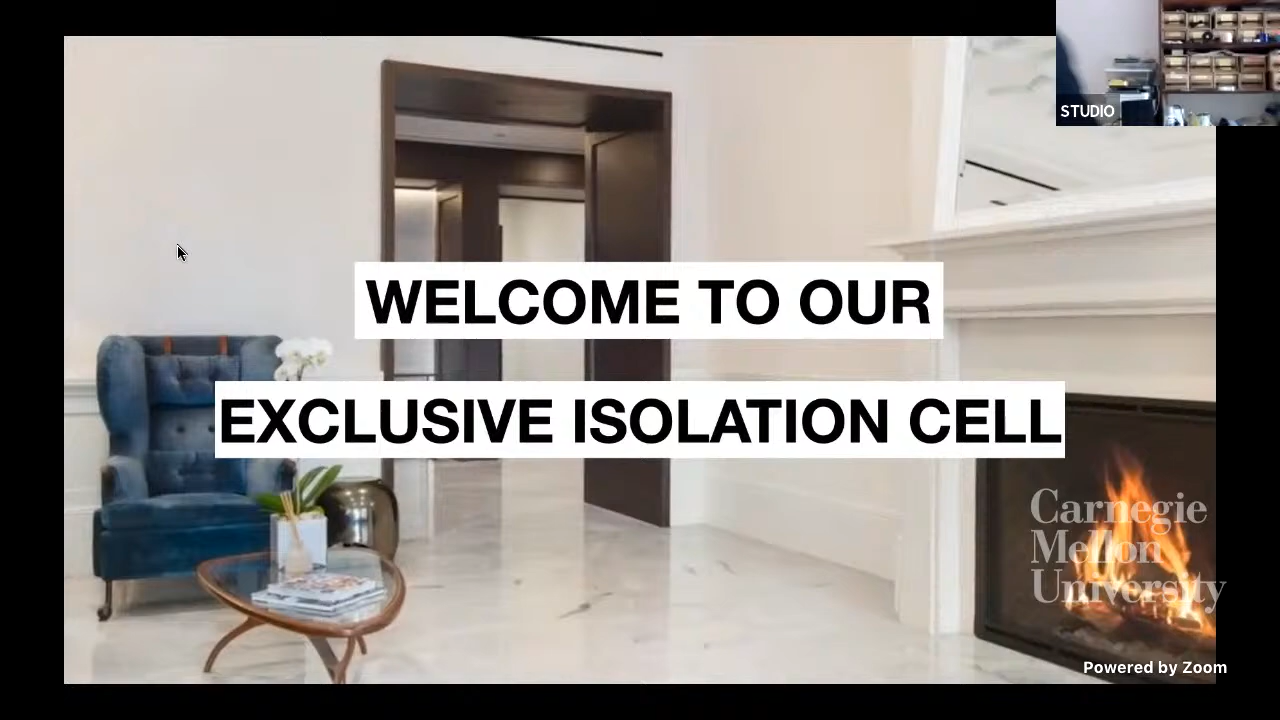 STUDIO
WELCOME TO OUR
EXCLUSIVE ISOLATION CELL
Carnegie
Mellon
University
Powered by Zoom